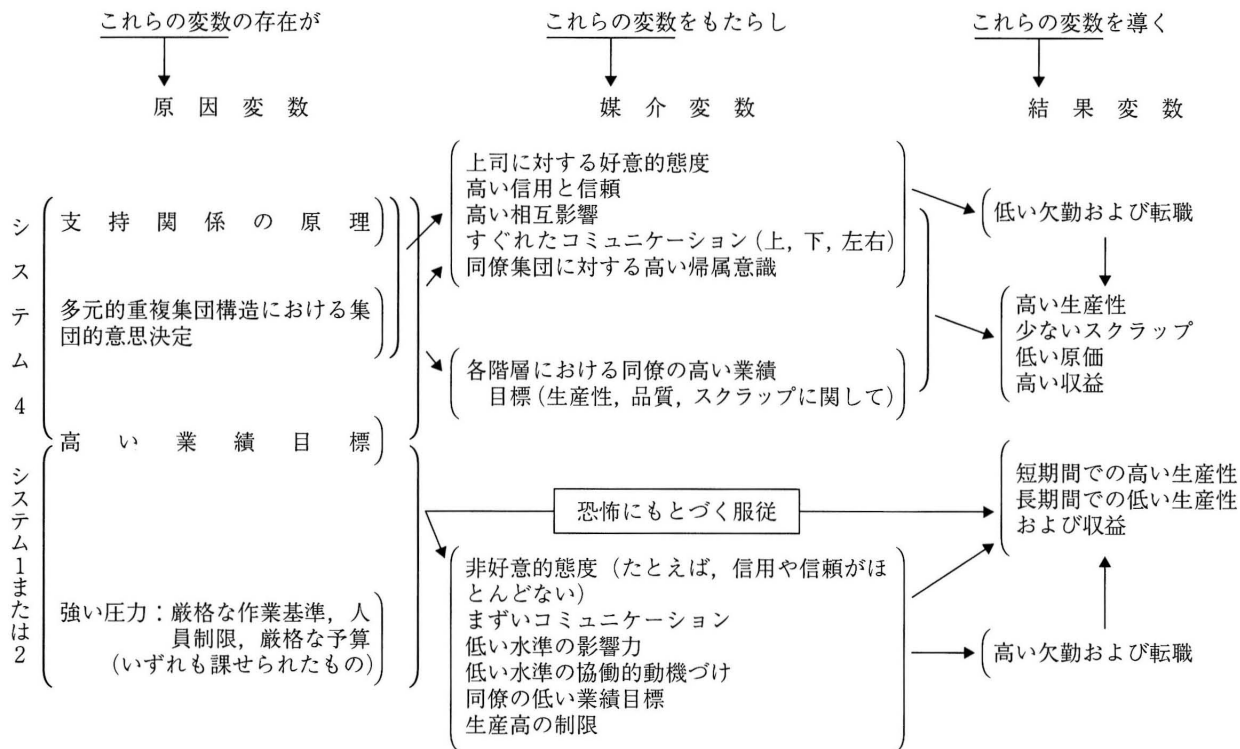 これらの変数の存在が
これらの変数をもたらし
これらの変数を導く
原因変数
媒介変数
結果変数
システム4
支持関係の原理
多元的重複集団構造における集
団的意思決定
高い業績目標
上司に対する好意的態度
高い信用と信頼
高い相互影響
すぐれたコミュニケーション(上,下,左右)
同僚集団に対する高い帰属意識
各階層における同僚の高い業績
目標(生産性,品質,スクラップに関して)
低い欠勤および転職
高い生産性
少ないスクラップ
低い原価
高い収益
システム1または2
強い圧力:厳格な作業基準,人
員制限,厳格な予算
(いずれも課せられたもの)
恐怖にもとづく服従
非好意的態度(たとえば,信用や信頼がほ
とんどない)
まずいコミュニケーション
低い水準の影響力
低い水準の協働的動機づけ
同僚の低い業績目標
生産高の制限
短期間での高い生産性
長期間での低い生産性
および収益
高い欠勤および転職